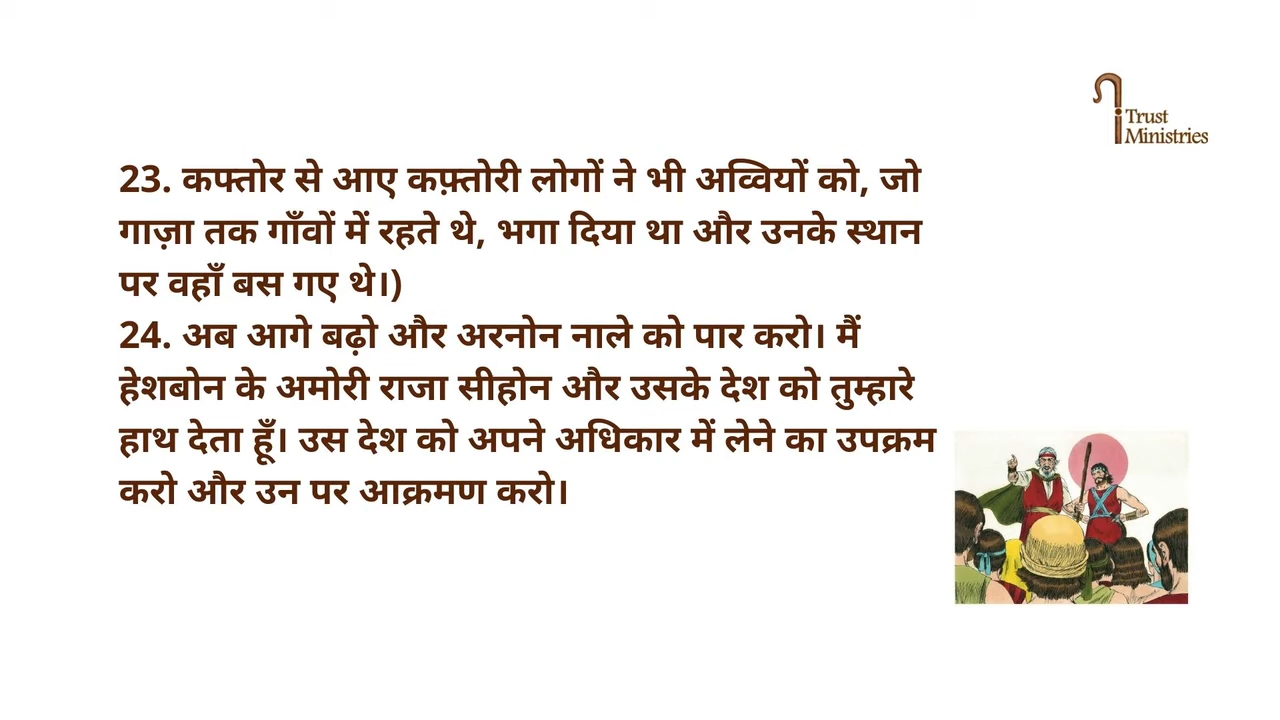 Trust
Ministries
23. कफ्तोर से आए कफ़्तोरी लोगों ने भी अव्वियों को, जो
गाज़ा तक गाँवों में रहते थे, भगा दिया था और उनके स्थान
पर वहाँ बस गए थे।)
24. अब आगे बढ़ो और अरनोन नाले को पार करो। मैं
हेशबोन के अमोरी राजा सीहोन और उसके देश को तुम्हारे
हाथ देता हूँ। उस देश को अपने अधिकार में लेने का उपक्रम
करो और उन पर आक्रमण करो।